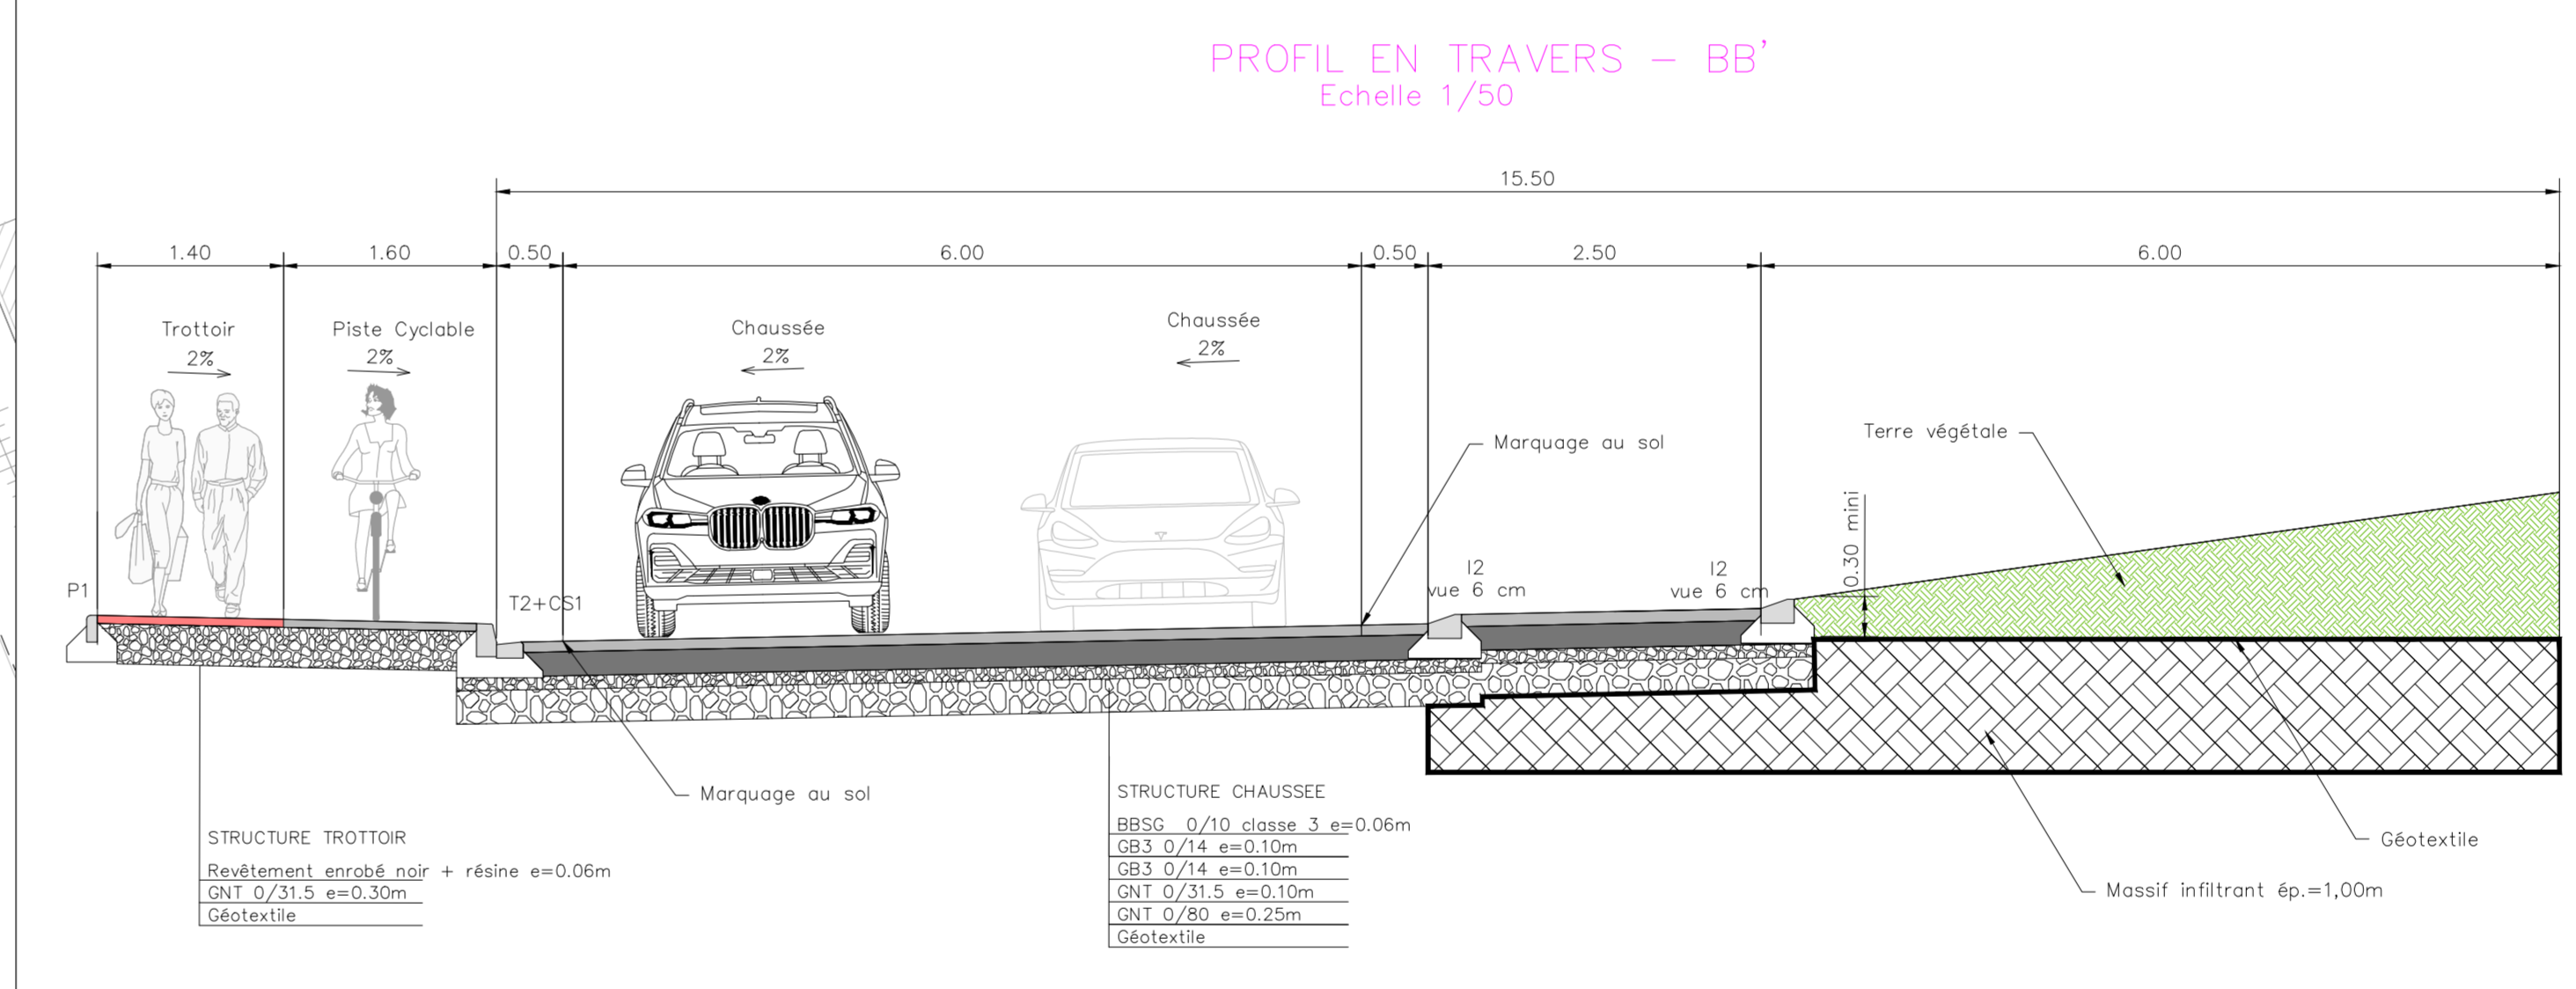 PROFIL EN TRAVERS – BB'
Echelle 1/50
15.50
1.40
1.60
0.50
6.00
0.50
2.50
6.00
Trottoir
2%
Piste Cyclable
2%
Chaussée
2%
Chaussée
2%
Marquage au sol
Terre végétale
0.30 mini
P1
T2+CS1
I2
vue 6 cm
I2
vue 6 cm
Marquage au sol
STRUCTURE TROTTOIR
Revêtement enrobé noir + résine e=0.06m
GNT 0/31.5 e=0.30m
Géotextile
STRUCTURE CHAUSSEE
BBSG 0/10 classe 3 e=0.06m
GB3 0/14 e=0.10m
GB3 0/14 e=0.10m
GNT 0/31.5 e=0.10m
GNT 0/80 e=0.25m
Géotextile
Géotextile
Massif infiltrant ép.=1,00m